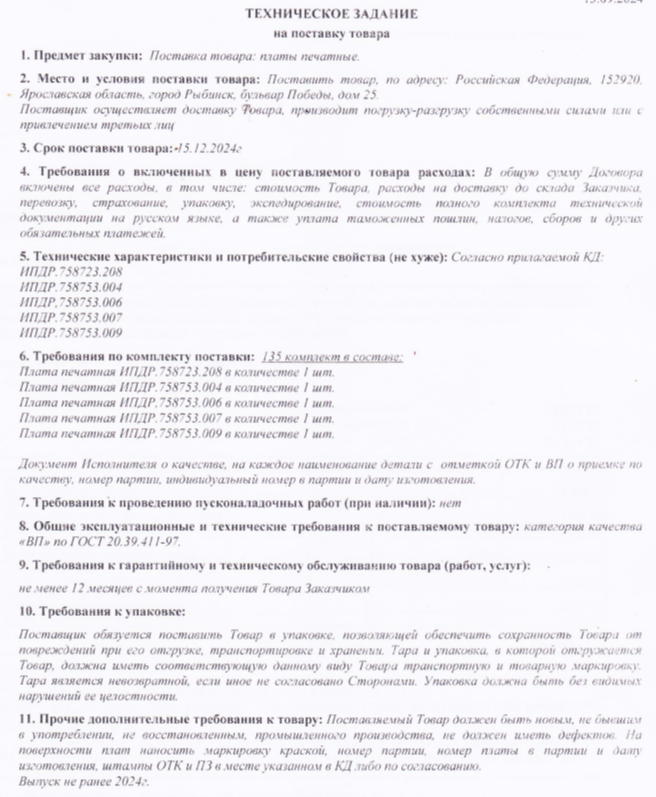 ТЕХНИЧЕСКОЕ ЗАДАНИЕ
на поставку товара
1. Предмет закупки: Поставка товара: платы печатные.
2. Место и условия поставки товара: Поставить товар, по адресу: Российская Федерация, 152920,
Ярославская область, город Рыбинск, бульвар Победы, дом 25.
Поставщик осуществляет доставку Товара, производит погрузку-разгрузку собственными силами или с
привлечением третьих лиц
3. Срок поставки товара: 15.12.2024г
4. Требования о включенных в цену поставляемого товара расходах: В общую сумму Договора
включены все расходы, в том числе: стоимость Товара, расходы на доставку до склада Заказчика,
перевозку, страхование, упаковку, экспедирование, стоимость полного комплекта технической
документации на русском языке, а также уплата таможенных пошлин, налогов, сборов и других
обязательных платежей.
5. Технические характеристики и потребительские свойства (не хуже): Согласно прилагаемой КД:
ИПДР.758723.208
ИПДР.758753.004
ИПДР.758753.006
ИПДР.758753.007
ИПДР.758753.009
6. Требования по комплекту поставки: 135 комплект в составе:
Плата печатная ИПДР.758723.208 в количестве 1 шт.
Плата печатная ИПДР.758753.004 в количестве 1 шт.
Плата печатная ИПДР.758753.006 в количестве 1 шт.
Плата печатная ИПДР.758753.007 в количестве 1 шт.
Плата печатная ИПДР.758753.009 в количестве 1 шт.
Документ Исполнителя о качестве, на каждое наименование детали с отметкой ОТК и ВП о приемке по
качеству, номер партии, индивидуальный номер в партии и дату изготовления.
7. Требования к проведению пусконаладочных работ (при наличии): нет
8. Общие эксплуатационные и технические требования к поставляемому товару: категория качества
«ВП» по ГОСТ 20.39.411-97.
9. Требования к гарантийному и техническому обслуживанию товара (работ, услуг):
не менее 12 месяцев с момента получения Товара Заказчиком
10. Требования к упаковке:
Поставщик обязуется поставить Товар в упаковке, позволяющей обеспечить сохранность Товара от
повреждений при его отгрузке, транспортировке и хранении. Тара и упаковка, в которой отгружается
Товар, должна иметь соответствующую данному виду Товара транспортную и товарную маркировку.
Тара является невозвратной, если иное не согласовано Сторонами. Упаковка должна быть без видимых
нарушений ее целостности.
11. Прочие дополнительные требования к товару: Поставляемый Товар должен быть новым, не бывшим
в употреблении, не восстановленным, промышленного производства, не должен иметь дефектов. На
поверхности плат наносить маркировку краской, номер партии, номер платы в партии и дату
изготовления, штампы ОТК и ПЗ в месте указанном в КД либо по согласованию.
Выпуск не ранее 2024г.